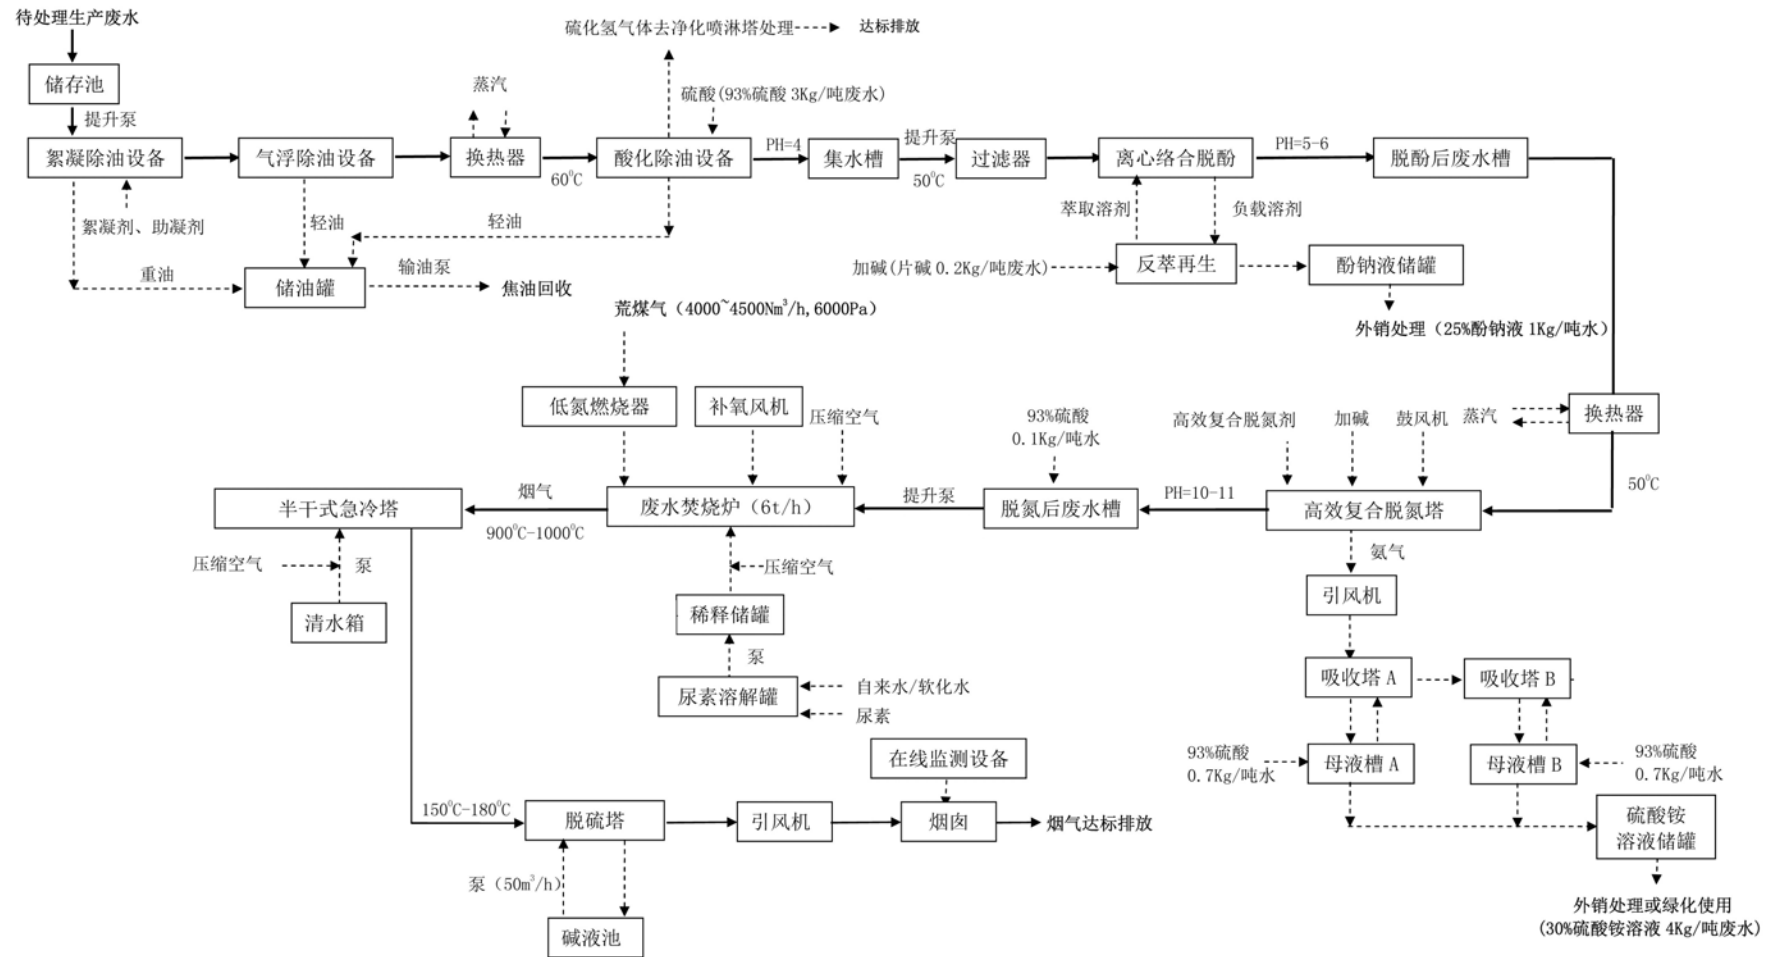 待处理生产废水
储存池
提升泵
硫化氢气体去净化喷淋塔处理
达标排放
蒸汽
硫酸(93%硫酸 3Kg/吨废水)
絮凝除油设备
气浮除油设备
换热器
60⁰C
酸化除油设备
PH=4
集水槽
提升泵
50⁰C
过滤器
离心络合脱酚
PH=5-6
脱酚后废水槽
絮凝剂、助凝剂
轻油
轻油
萃取溶剂
负载溶剂
重油
储油罐
输油泵
焦油回收
加碱(片碱 0.2Kg/吨废水)
反萃再生
酚钠液储罐
外销处理（25%酚钠液 1Kg/吨水）
荒煤气（4000~4500Nm³/h,6000Pa）
低氮燃烧器
补氧风机
压缩空气
93%硫酸
0.1Kg/吨水
高效复合脱氮剂
加碱
鼓风机
蒸汽
换热器
50⁰C
半干式急冷塔
烟气
900⁰C-1000⁰C
废水焚烧炉（6t/h）
提升泵
脱氮后废水槽
PH=10-11
高效复合脱氮塔
氨气
压缩空气
泵
清水箱
压缩空气
稀释储罐
泵
尿素溶解罐
自来水/软化水
尿素
引风机
吸收塔 A
吸收塔 B
93%硫酸
0.7Kg/吨水
母液槽 A
母液槽 B
93%硫酸
0.7Kg/吨水
在线监测设备
150⁰C-180⁰C
脱硫塔
引风机
烟囱
烟气达标排放
硫酸铵
溶液储罐
泵（50m³/h）
碱液池
外销处理或绿化使用
(30%硫酸铵溶液 4Kg/吨废水)